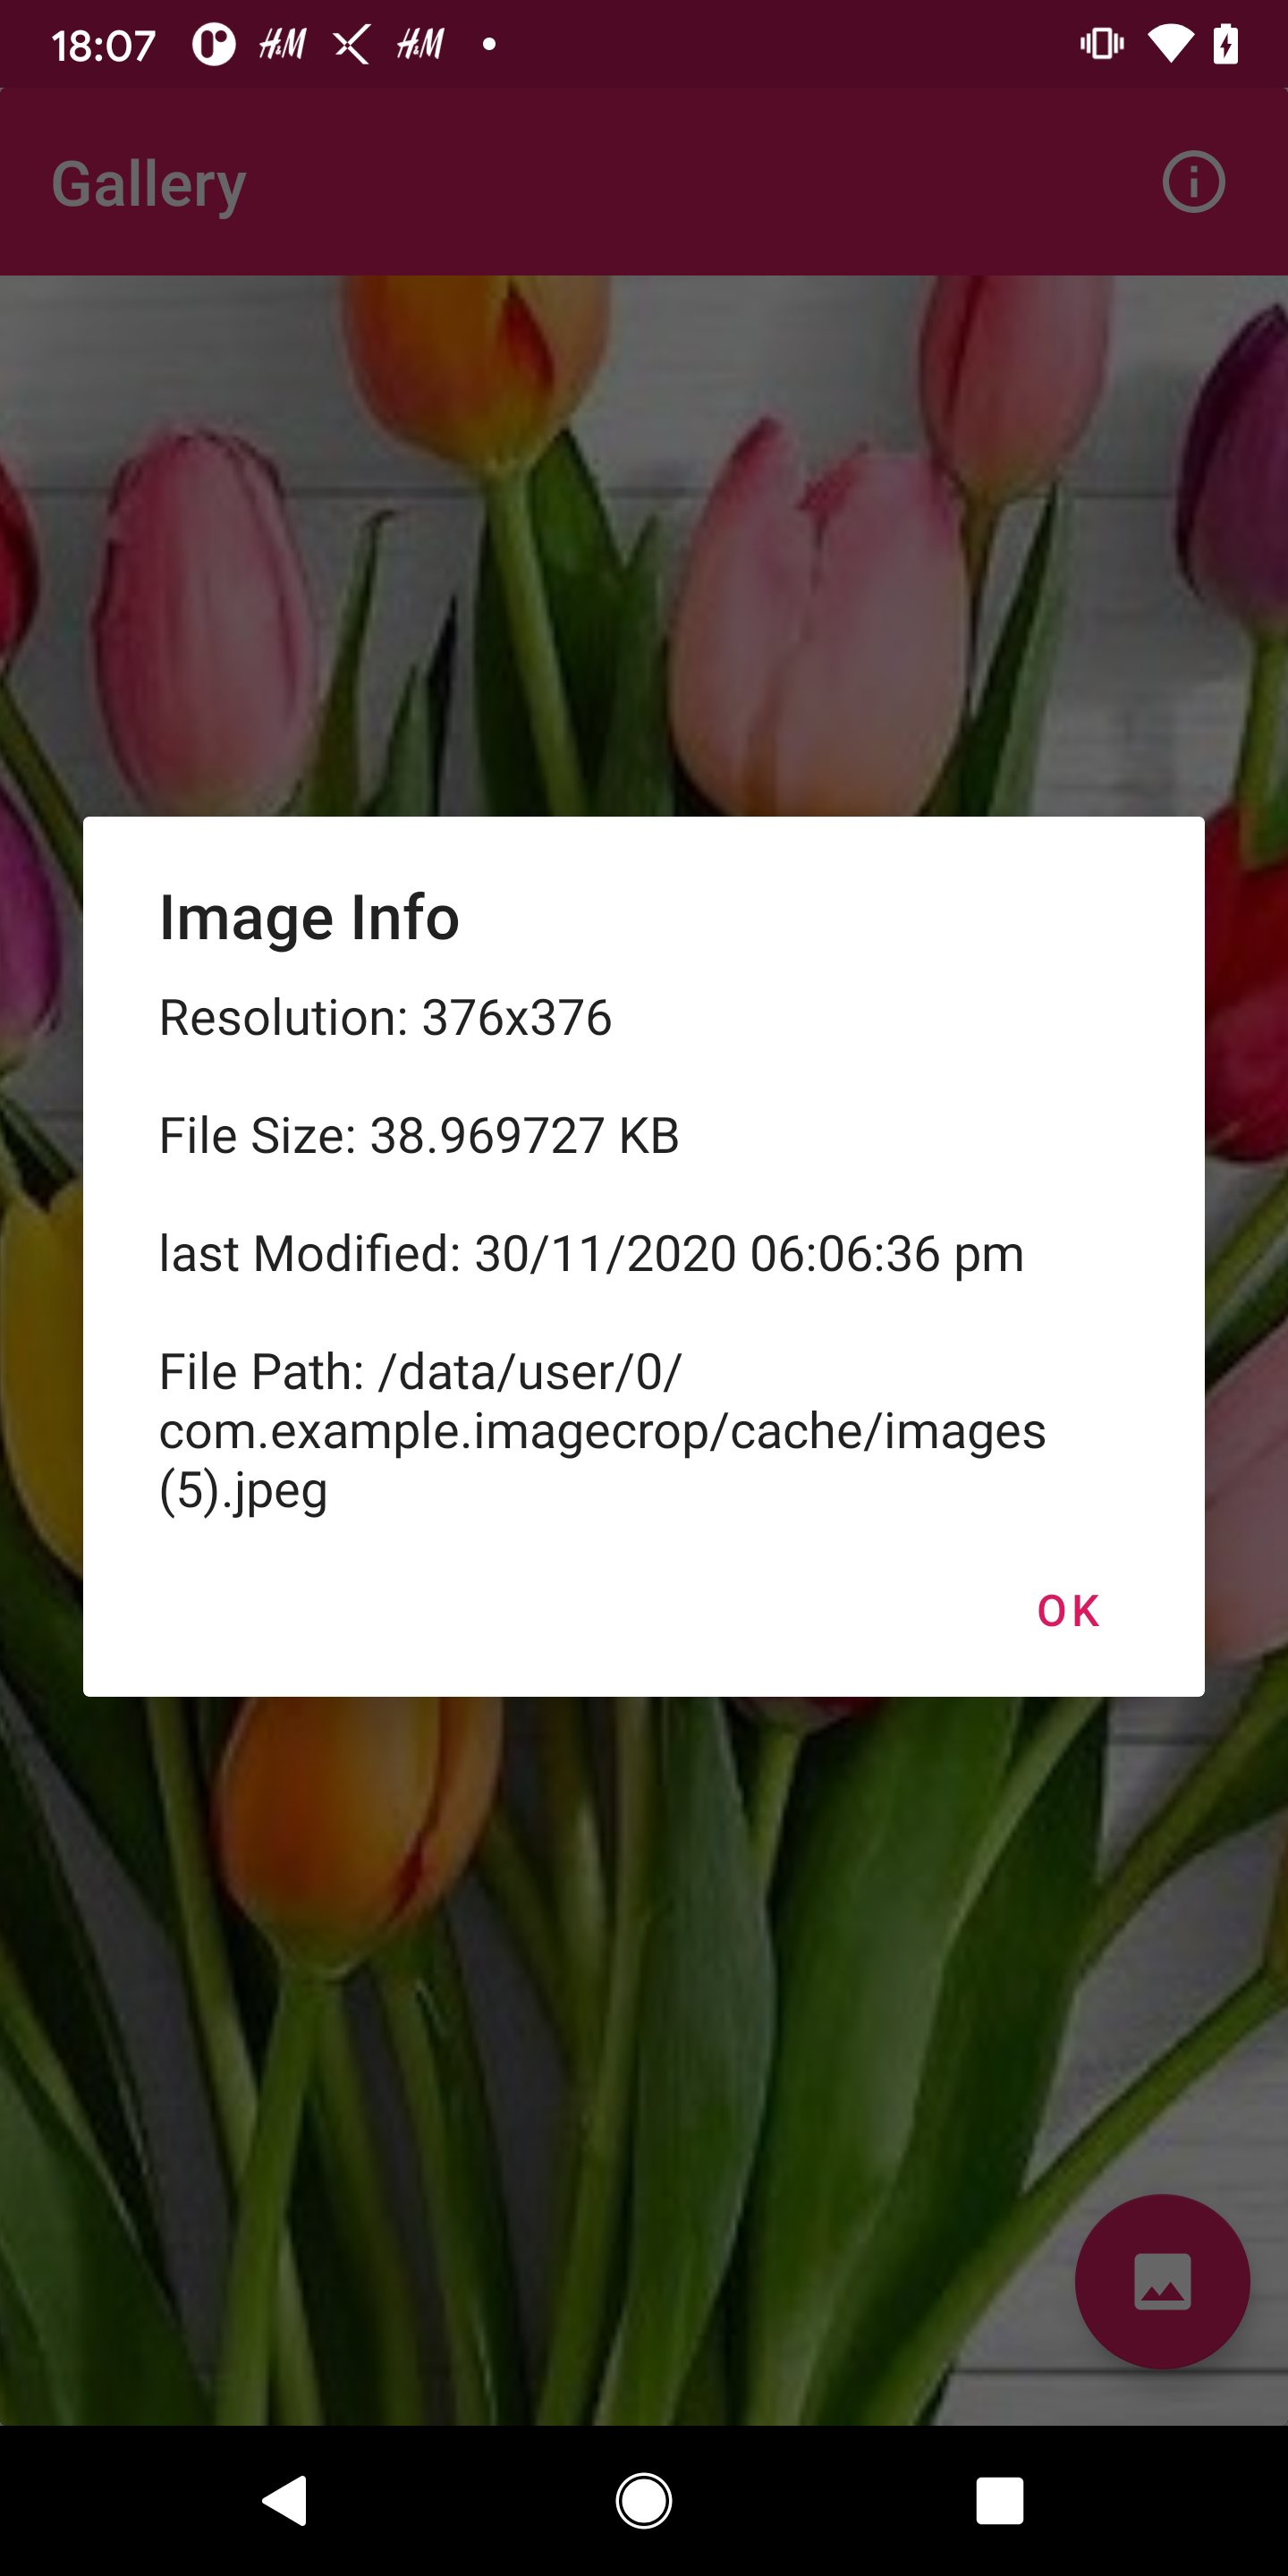 18:07 H&M H&M
Gallery
Image Info
Resolution: 376x376
File Size: 38.969727 KB
last Modified: 30/11/2020 06:06:36 pm
File Path: /data/user/0/
com.example.imagecrop/cache/images
(5).jpeg
OK